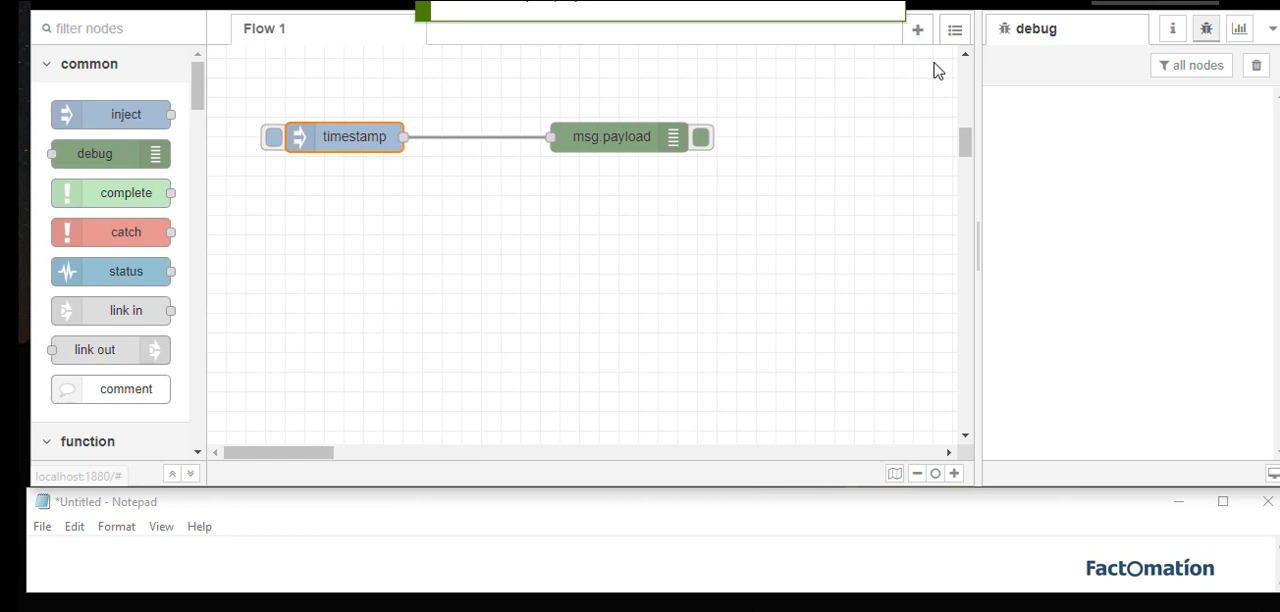 filter nodes
Flow 1
debug
i
all nodes
common
inject
debug
complete
catch
status
link in
link out
comment
function
timestamp
msg.payload
localhost:1880/#
*Untitled - Notepad
File Edit Format View Help
FactOmation